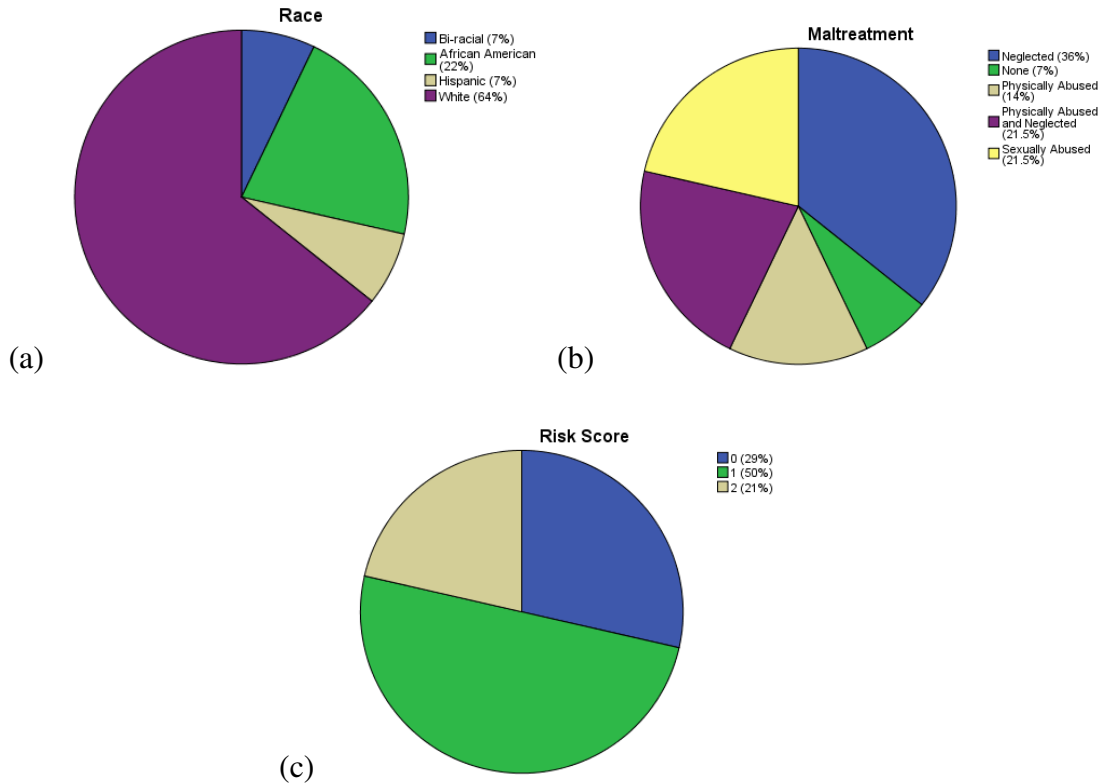 Race
Bi-racial (7%)
African American
(22%)
Hispanic (7%)
White (64%)
(a)
Maltreatment
Neglected (36%)
None (7%)
Physically Abused
(14%)
Physically Abused
and Neglected
(21.5%)
Sexually Abused
(21.5%)
(b)
Risk Score
0 (29%)
1 (50%)
2 (21%)
(c)